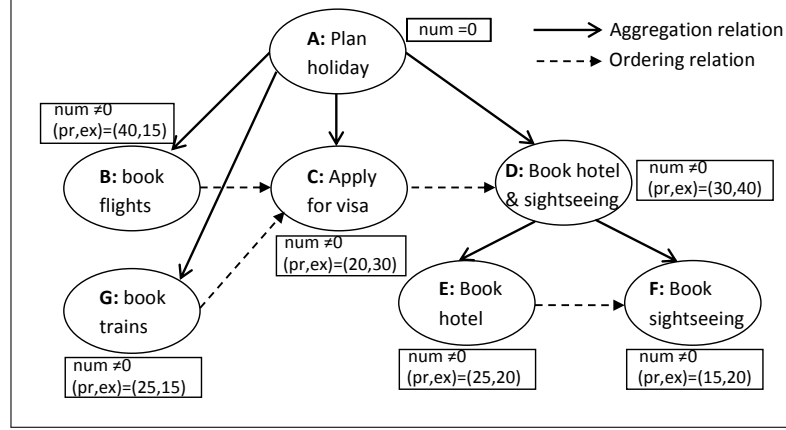 A: Plan
holiday
num =0
Aggregation relation
Ordering relation
num ≠0
(pr,ex)=(40,15)
B: book
flights
C: Apply
for visa
num ≠0
(pr,ex)=(20,30)
D: Book hotel
& sightseeing
num ≠0
(pr,ex)=(30,40)
G: book
trains
num ≠0
(pr,ex)=(25,15)
E: Book
hotel
num ≠0
(pr,ex)=(25,20)
F: Book
sightseeing
num ≠0
(pr,ex)=(15,20)